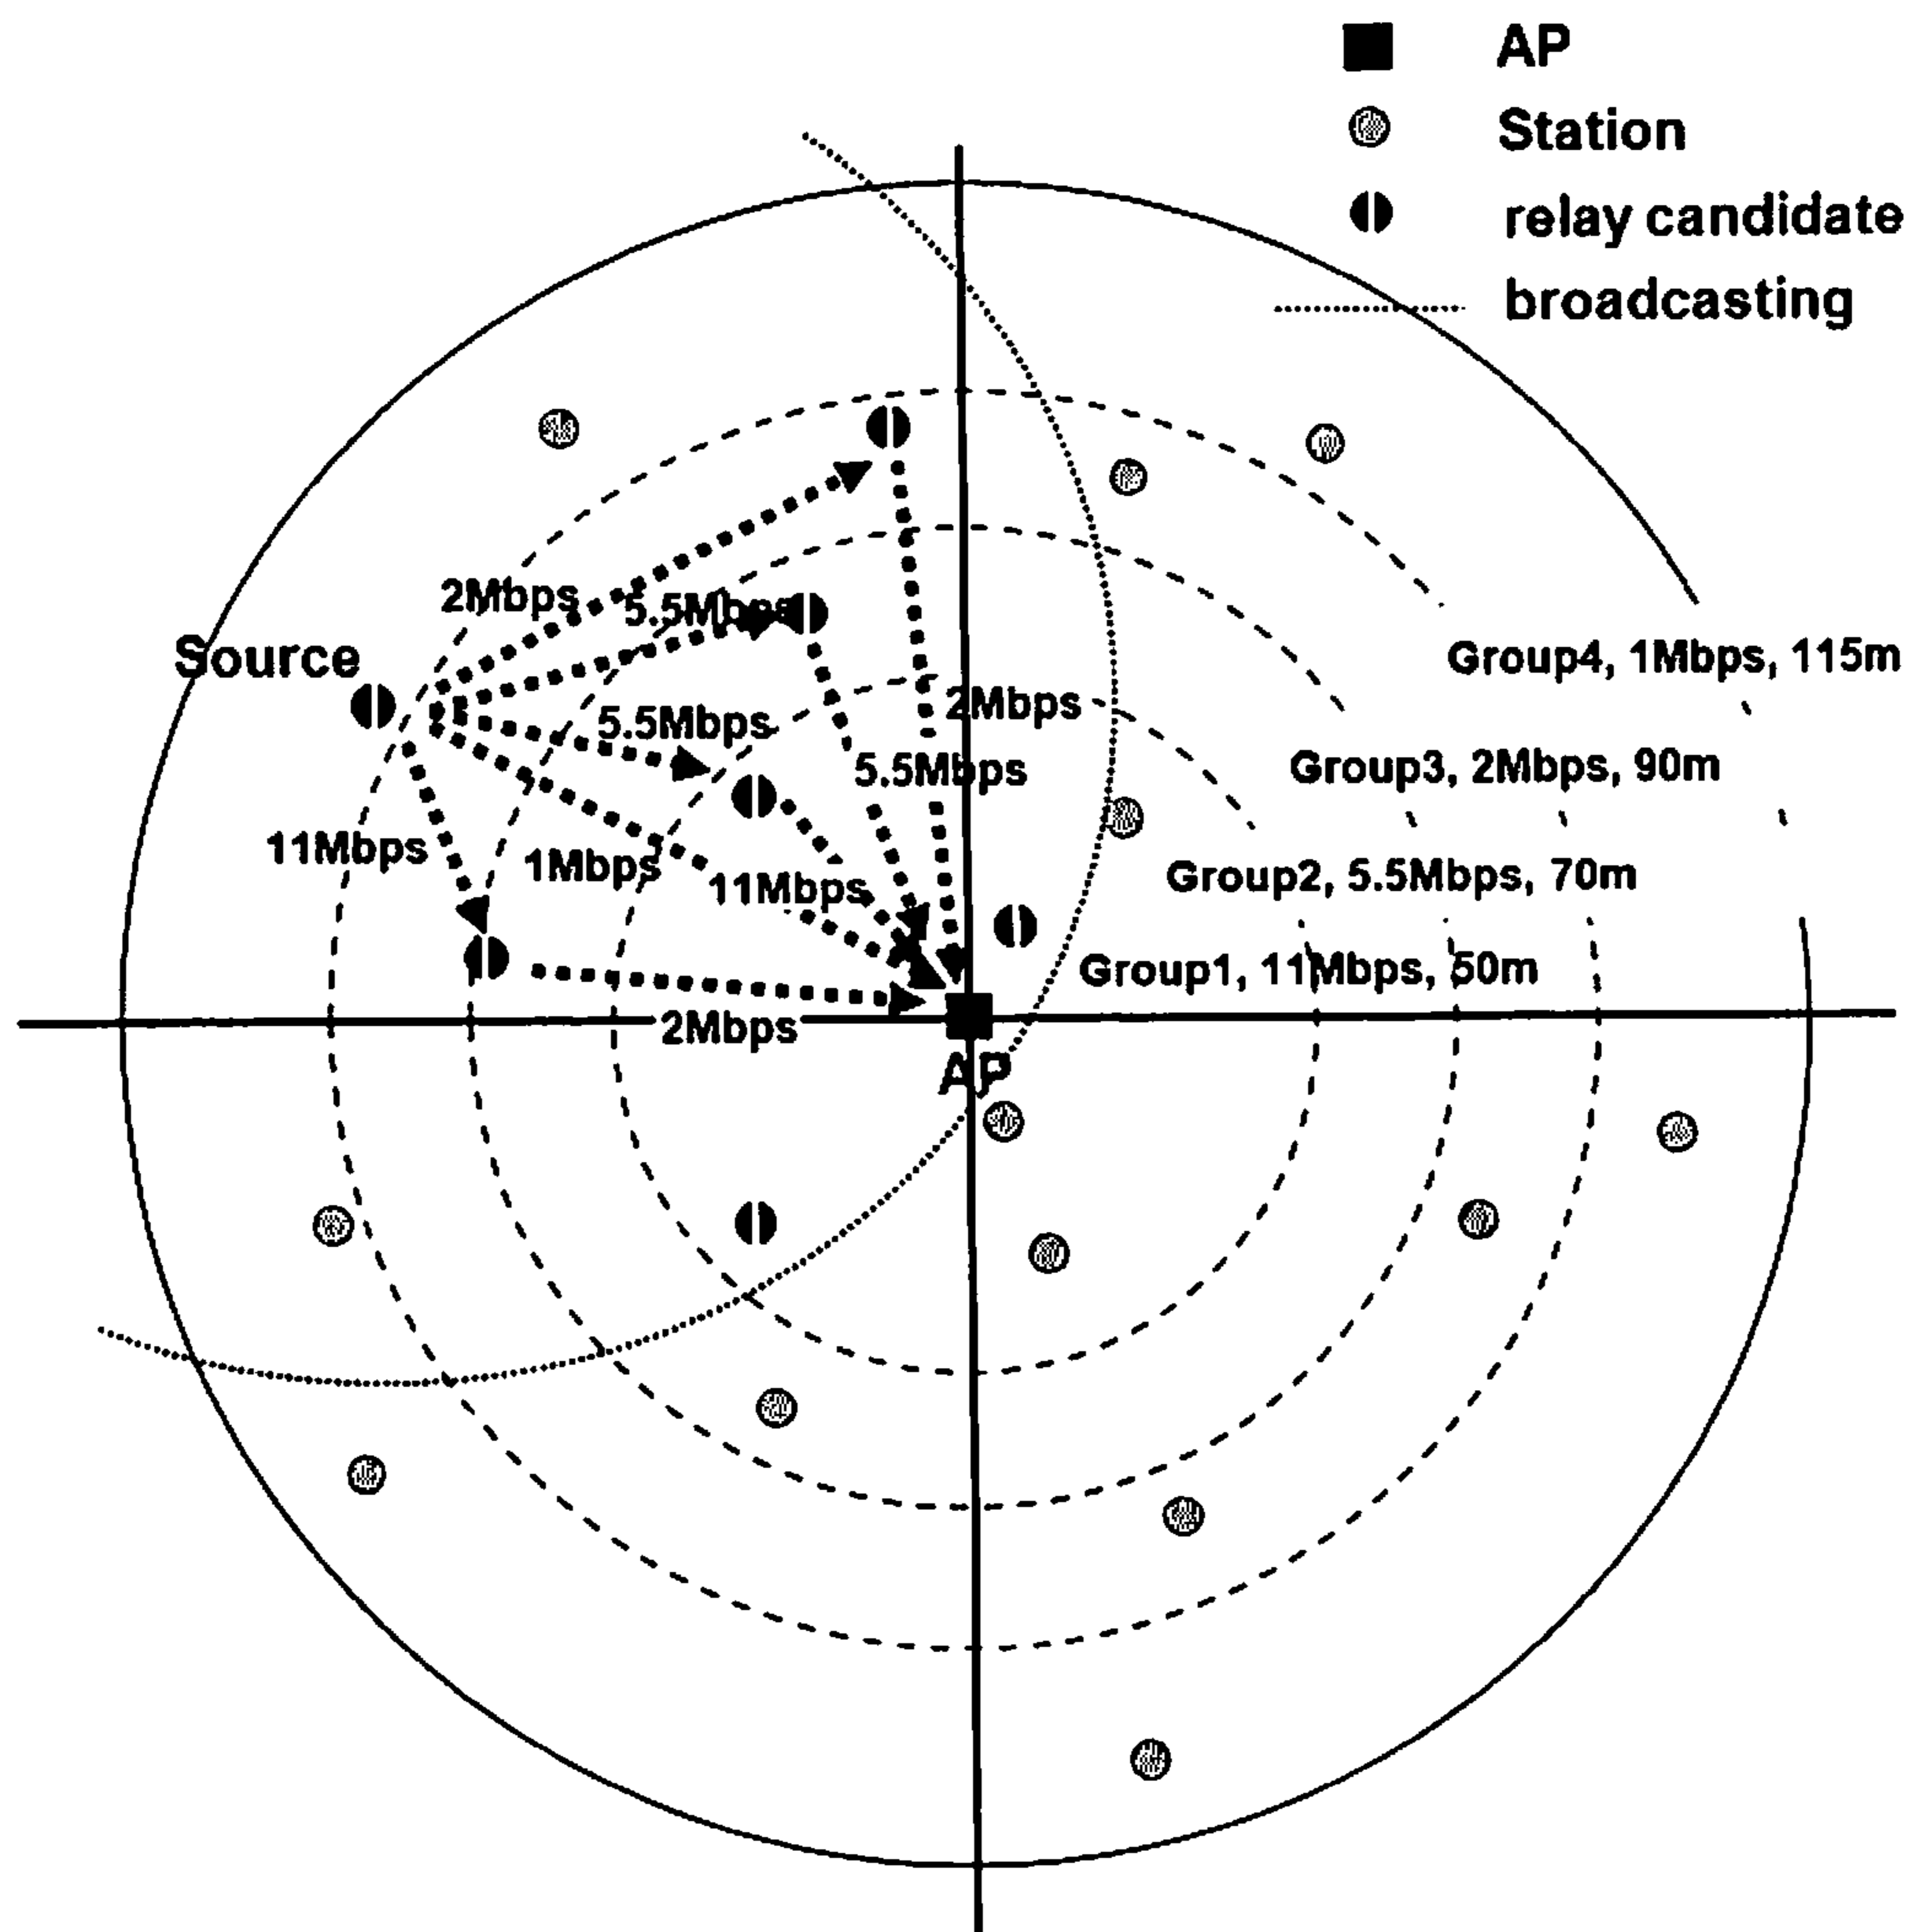 AP
Station
relay candidate
broadcasting
2Mbps
5.5Mbps
Source
Group4, 1Mbps, 115m
2Mbps
5.5Mbps
5.5Mbps
Group3, 2Mbps, 90m
11Mbps
1Mbps
11Mbps
Group2, 5.5Mbps, 70m
Group1, 11Mbps, 50m
2Mbps
AP